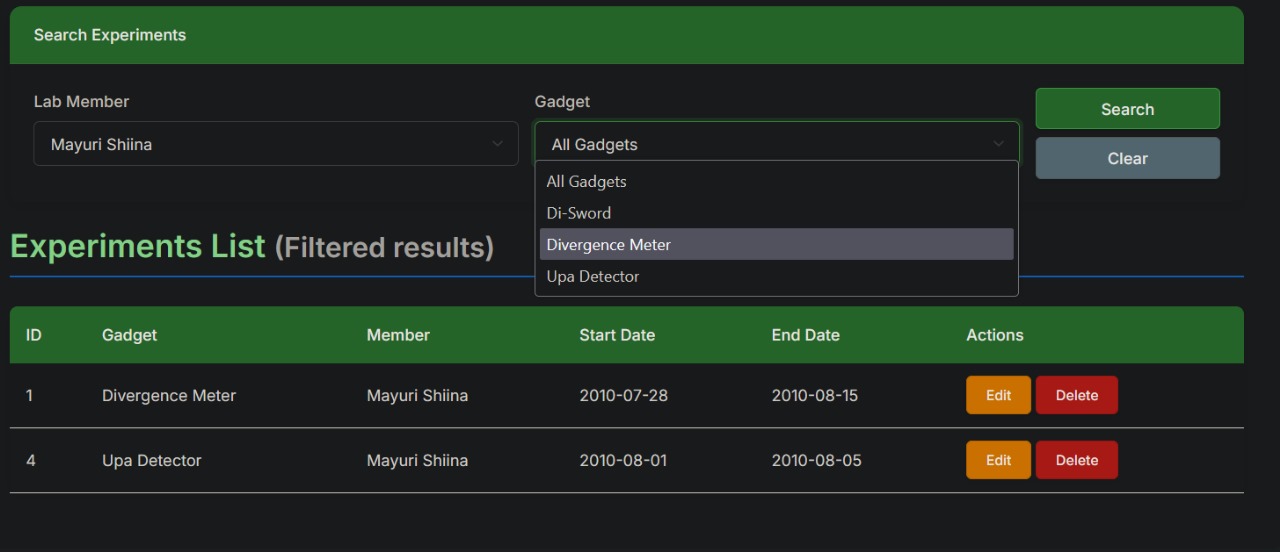 Search Experiments
Lab Member
Gadget
Mayuri Shiina
All Gadgets
Search
Clear
All Gadgets
Di-Sword
Divergence Meter
Upa Detector
Experiments List (Filtered results)
ID Gadget Member Start Date End Date Actions
1 Divergence Meter Mayuri Shiina 2010-07-28 2010-08-15 Edit Delete
4 Upa Detector Mayuri Shiina 2010-08-01 2010-08-05 Edit Delete